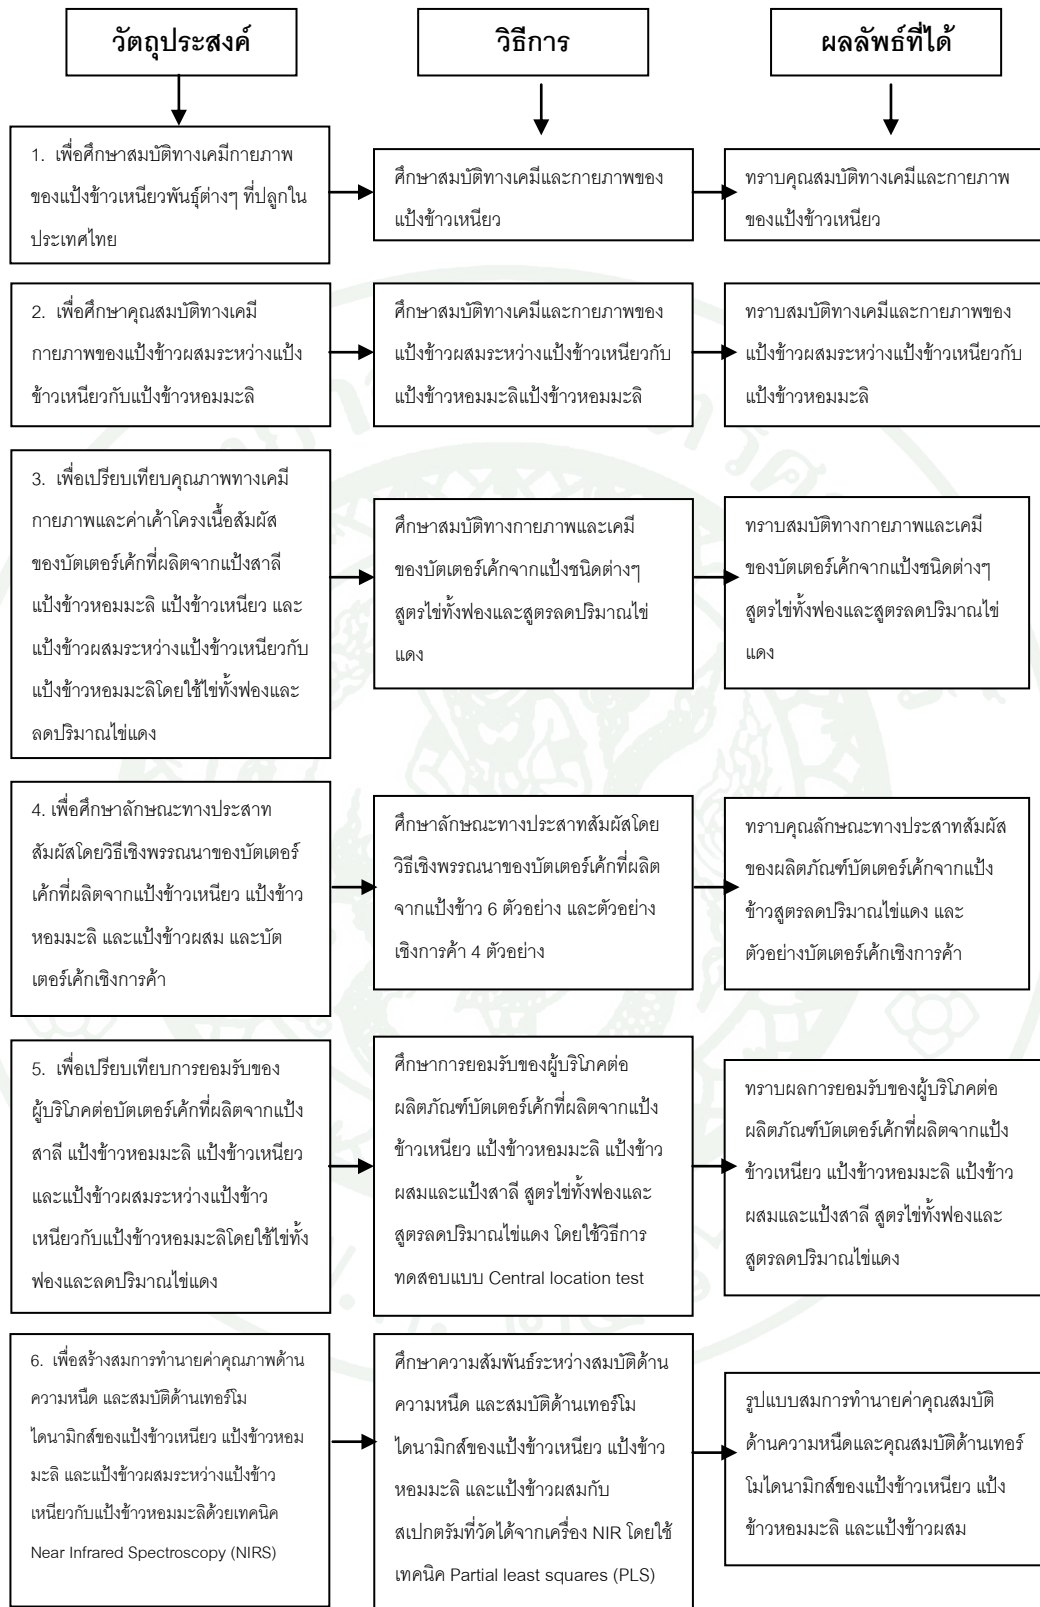 วัตถุประสงค์
วิธีการ
ผลลัพธ์ที่ได้
1. เพื่อศึกษาสมบัติทางเคมีกายภาพ
ของแป้งข้าวเหนียวพันธุ์ต่างๆ ที่ปลูกใน
ประเทศไทย
ศึกษาสมบัติทางเคมีและกายภาพของ
แป้งข้าวเหนียว
ทราบคุณสมบัติทางเคมีและกายภาพ
ของแป้งข้าวเหนียว
2. เพื่อศึกษาคุณสมบัติทางเคมี
กายภาพของแป้งข้าวผสมระหว่างแป้ง
ข้าวเหนียวกับแป้งข้าวหอมมะลิ
ศึกษาสมบัติทางเคมีและกายภาพของ
แป้งข้าวผสมระหว่างแป้งข้าวเหนียวกับ
แป้งข้าวหอมมะลิแป้งข้าวหอมมะลิ
ทราบสมบัติทางเคมีและกายภาพของ
แป้งข้าวผสมระหว่างแป้งข้าวเหนียวกับ
แป้งข้าวหอมมะลิ
3. เพื่อเปรียบเทียบคุณภาพทางเคมี
กายภาพและค่าเค้าโครงเนื้อสัมผัส
ของบัตเตอร์เค้กที่ผลิตจากแป้งสาลี
แป้งข้าวหอมมะลิ แป้งข้าวเหนียว และ
แป้งข้าวผสมระหว่างแป้งข้าวเหนียวกับ
แป้งข้าวหอมมะลิโดยใช้ไข่ทั้งฟองและ
ลดปริมาณไข่แดง
ศึกษาสมบัติทางกายภาพและเคมี
ของบัตเตอร์เค้กจากแป้งชนิดต่างๆ
สูตรไข่ทั้งฟองและสูตรลดปริมาณไข่
แดง
ทราบสมบัติทางกายภาพและเคมี
ของบัตเตอร์เค้กจากแป้งชนิดต่างๆ
สูตรไข่ทั้งฟองและสูตรลดปริมาณไข่
แดง
4. เพื่อศึกษาลักษณะทางประสาท
สัมผัสโดยวิธีเชิงพรรณนาของบัตเตอร์
เค้กที่ผลิตจากแป้งข้าวเหนียว แป้งข้าว
หอมมะลิ และแป้งข้าวผสม และบัต
เตอร์เค้กเชิงการค้า
ศึกษาลักษณะทางประสาทสัมผัสโดย
วิธีเชิงพรรณนาของบัตเตอร์เค้กที่ผลิต
จากแป้งข้าว 6 ตัวอย่าง และตัวอย่าง
เชิงการค้า 4 ตัวอย่าง
ทราบคุณลักษณะทางประสาทสัมผัส
ของผลิตภัณฑ์บัตเตอร์เค้กจากแป้ง
ข้าวสูตรลดปริมาณไข่แดง และ
ตัวอย่างบัตเตอร์เค้กเชิงการค้า
5. เพื่อเปรียบเทียบการยอมรับของ
ผู้บริโภคต่อบัตเตอร์เค้กที่ผลิตจากแป้ง
สาลี แป้งข้าวหอมมะลิ แป้งข้าวเหนียว
และแป้งข้าวผสมระหว่างแป้งข้าว
เหนียวกับแป้งข้าวหอมมะลิโดยใช้ไข่ทั้ง
ฟองและลดปริมาณไข่แดง
ศึกษาการยอมรับของผู้บริโภคต่อ
ผลิตภัณฑ์บัตเตอร์เค้กที่ผลิตจากแป้ง
ข้าวเหนียว แป้งข้าวหอมมะลิ แป้งข้าว
ผสมและแป้งสาลี สูตรไข่ทั้งฟองและ
สูตรลดปริมาณไข่แดง โดยใช้วิธีการ
ทดสอบแบบ Central location test
ทราบผลการยอมรับของผู้บริโภคต่อ
ผลิตภัณฑ์บัตเตอร์เค้กที่ผลิตจากแป้ง
ข้าวเหนียว แป้งข้าวหอมมะลิ แป้งข้าว
ผสมและแป้งสาลี สูตรไข่ทั้งฟองและ
สูตรลดปริมาณไข่แดง
6. เพื่อสร้างสมการทำนายค่าคุณภาพด้าน
ความหนืด และสมบัติด้านเทอร์โม
ไดนามิกส์ของแป้งข้าวเหนียว แป้งข้าวหอม
มะลิ และแป้งข้าวผสมระหว่างแป้งข้าว
เหนียวกับแป้งข้าวหอมมะลิด้วยเทคนิค
Near Infrared Spectroscopy (NIRS)
ศึกษาความสัมพันธ์ระหว่างสมบัติด้าน
ความหนืด และสมบัติด้านเทอร์โม
ไดนามิกส์ของแป้งข้าวเหนียว แป้งข้าว
หอมมะลิ และแป้งข้าวผสมกับ
สเปกตรัมที่วัดได้จากเครื่อง NIR โดยใช้
เทคนิค Partial least squares (PLS)
รูปแบบสมการทำนายค่าคุณสมบัติ
ด้านความหนืดและคุณสมบัติด้านเทอร์
โมไดนามิกส์ของแป้งข้าวเหนียว แป้ง
ข้าวหอมมะลิ และแป้งข้าวผสม